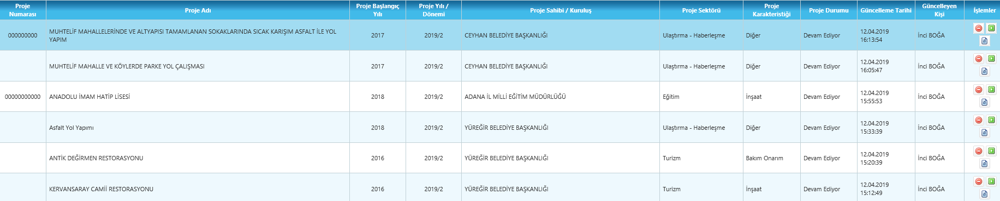 Proje Numarası Proje Adı Proje Başlangıç Yılı Proje Yılı / Dönemi Proje Sahibi / Kuruluş Proje Sektörü Proje Karakteristiği Proje Durumu Güncelleme Tarihi Güncelleyen Kişi İşlemler
000000000 MUHTELİF MAHALLELERİNDE VE ALTYAPISI TAMAMLANAN SOKAKLARINDA SICAK KARIŞIM ASFALT İLE YOL YAPIM 2017 2019/2 CEYHAN BELEDİYE BAŞKANLIĞI Ulaştırma - Haberleşme Diğer Devam Ediyor 12.04.2019 16:13:54 İnci BOĞA
MUHTELİF MAHALLE VE KÖYLERDE PARKE YOL ÇALIŞMASI 2017 2019/2 CEYHAN BELEDİYE BAŞKANLIĞI Ulaştırma - Haberleşme Diğer Devam Ediyor 12.04.2019 16:05:47 İnci BOĞA
00000000000 ANADOLU İMAM HATİP LİSESİ 2018 2019/2 ADANA İL MİLLİ EĞİTİM MÜDÜRLÜĞÜ Eğitim İnşaat Devam Ediyor 12.04.2019 15:55:53 İnci BOĞA
Asfalt Yol Yapımı 2018 2019/2 YÜREĞİR BELEDİYE BAŞKANLIĞI Ulaştırma - Haberleşme Diğer Devam Ediyor 12.04.2019 15:33:39 İnci BOĞA
ANTİK DEĞİRMEN RESTORASYONU 2016 2019/2 YÜREĞİR BELEDİYE BAŞKANLIĞI Turizm Bakım Onarım Devam Ediyor 12.04.2019 15:20:39 İnci BOĞA
KERVANSARAY CAMİİ RESTORASYONU 2016 2019/2 YÜREĞİR BELEDİYE BAŞKANLIĞI Turizm İnşaat Devam Ediyor 12.04.2019 15:12:49 İnci BOĞA